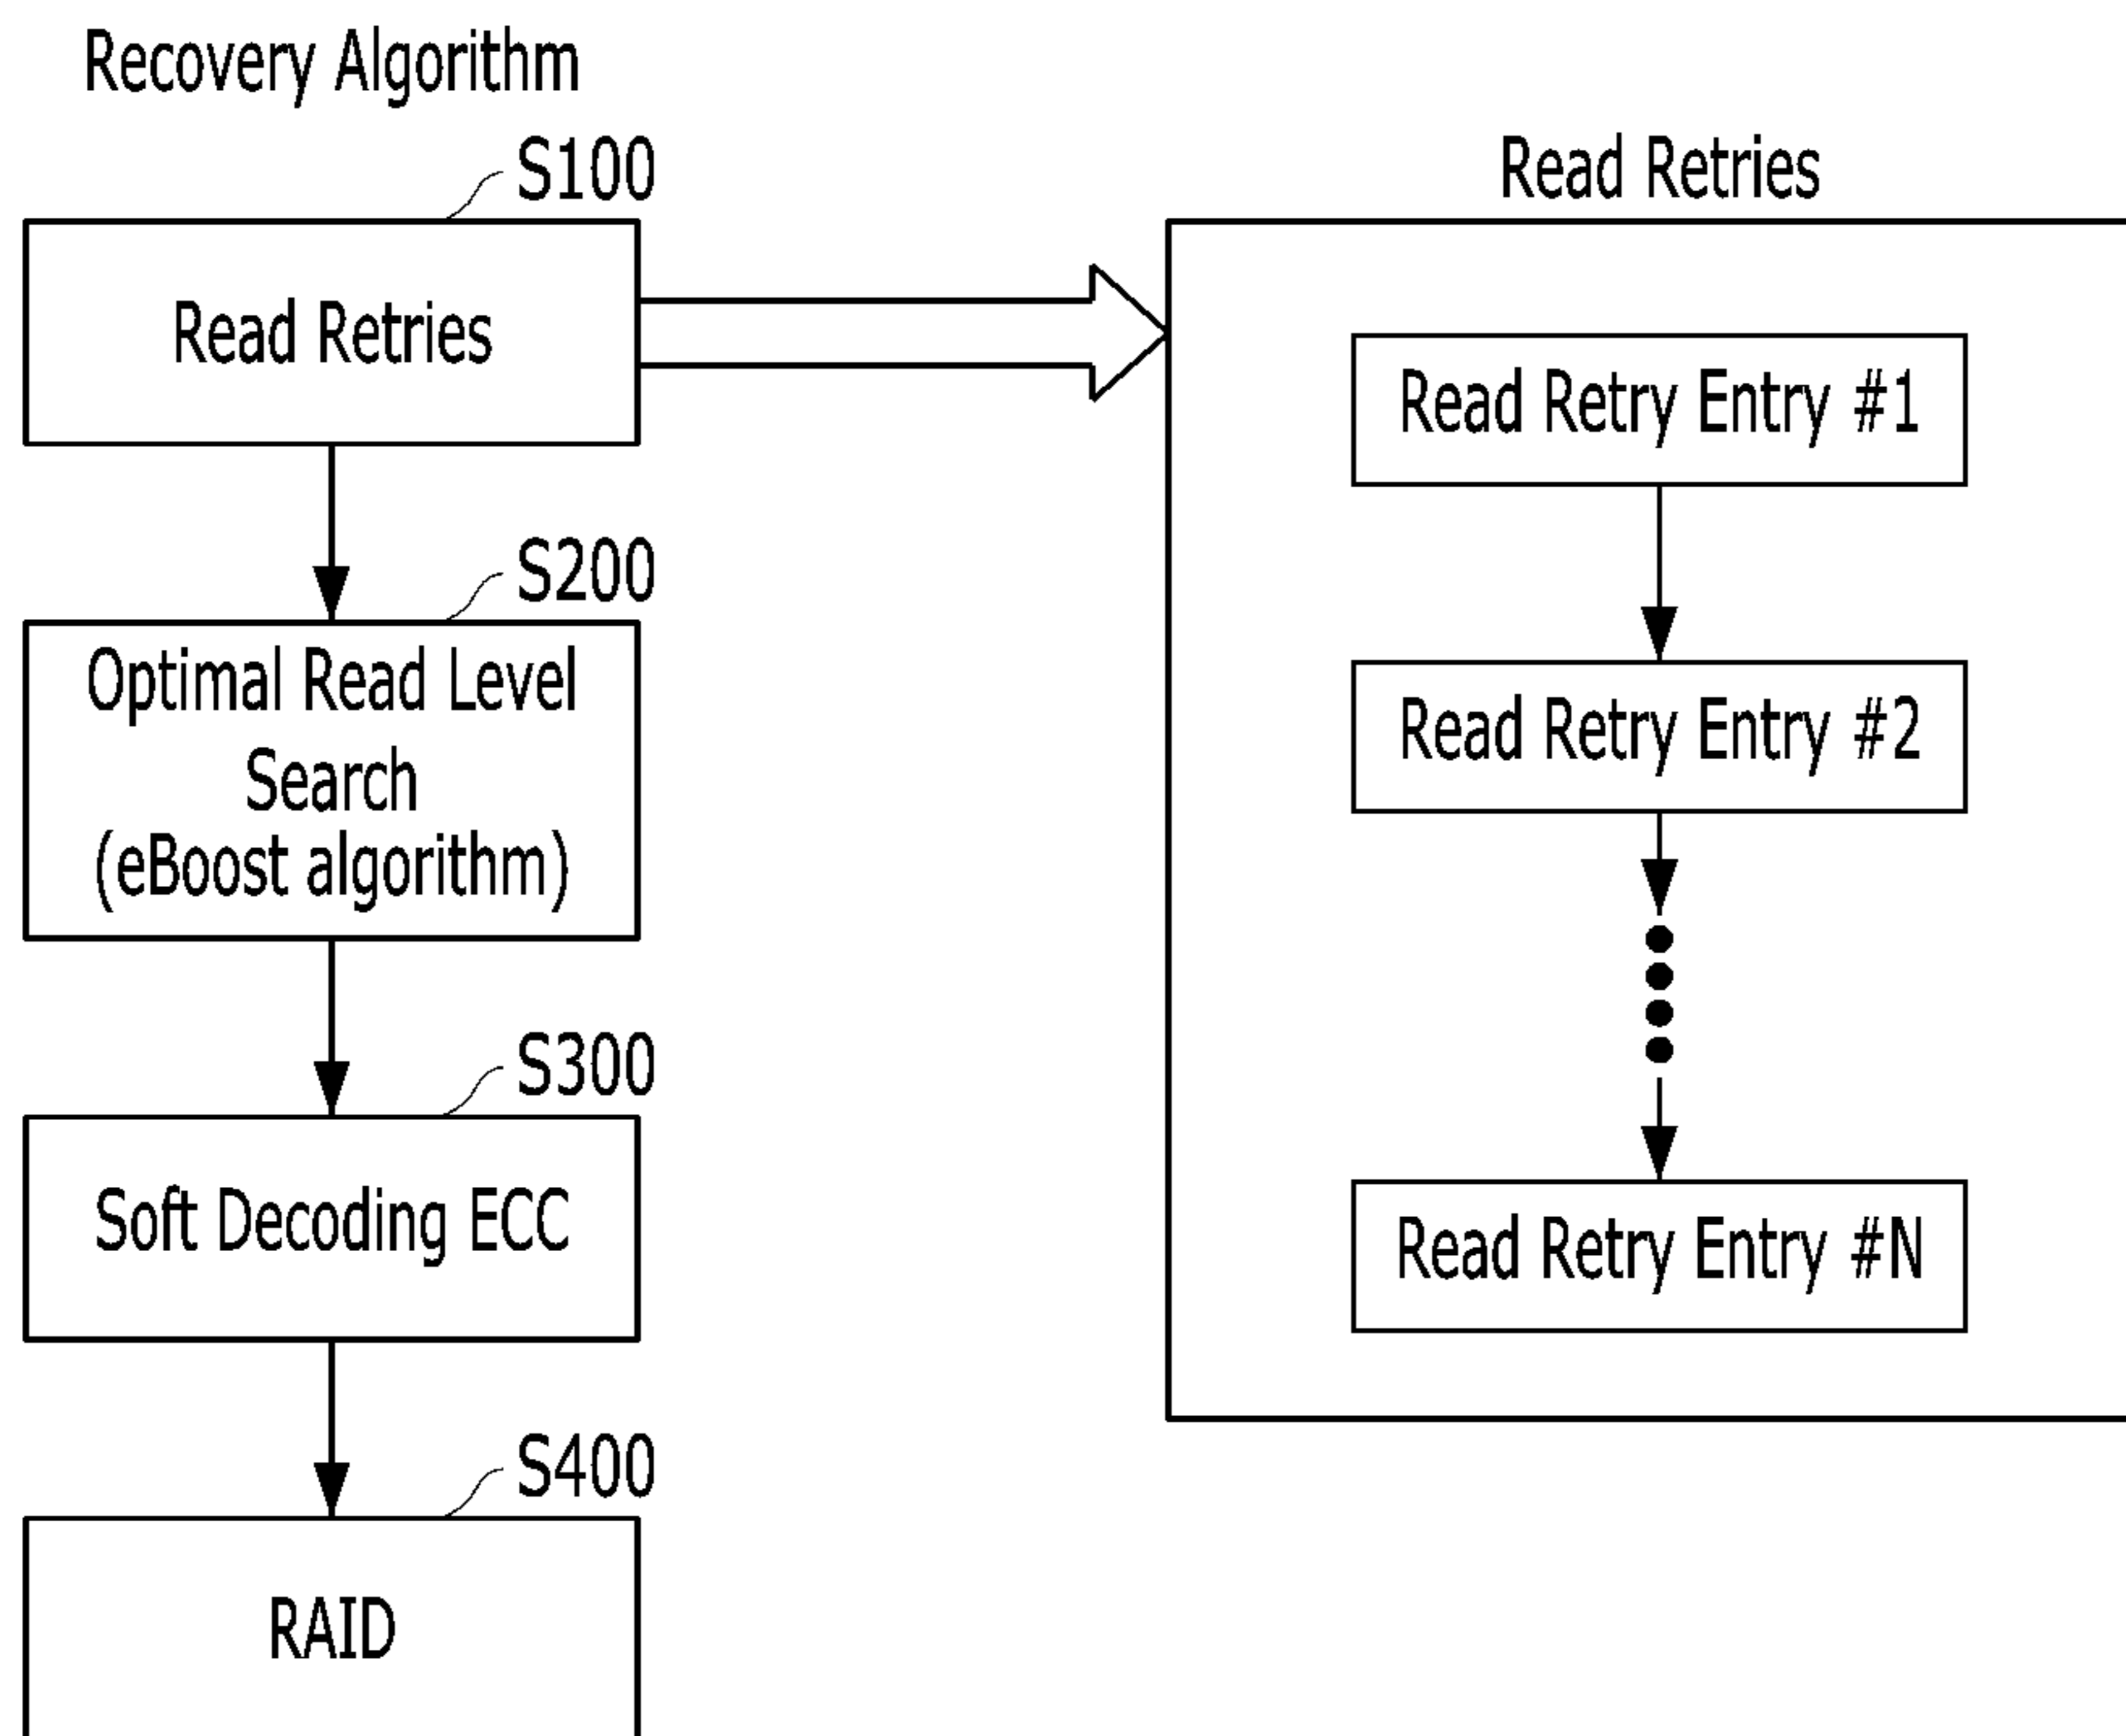 Recovery Algorithm
S100
Read Retries
S200
Optimal Read Level
Search
(eBoost algorithm)
S300
Soft Decoding ECC
S400
RAID
Read Retries
Read Retry Entry #1
Read Retry Entry #2
Read Retry Entry #N